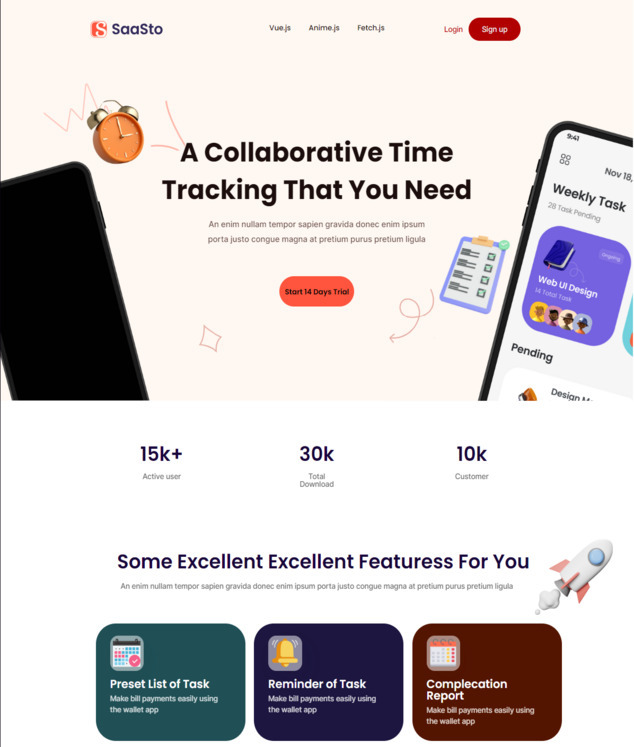 SaaSto
Vue.js
Anime.js
Fetch.js
Login
Sign up
A Collaborative Time
Tracking That You Need
An enim nullam tempor sapien gravida donec enim ipsum
porta justo congue magna at pretium purus pretium ligula
Start 14 Days Trial
9:41
Nov 18,
Weekly Task
28 Task Pending
Ongoing
Web UI Design
14 Total Task
Pending
Design
15k+
30k
10k
Active user
Total
Download
Customer
Some Excellent Excellent Featuress For You
An enim nullam tempor sapien gravida donec enim ipsum porta justo congue magna at pretium purus pretium ligula
Preset List of Task
Make bill payments easily using
the wallet app
Reminder of Task
Make bill payments easily using
the wallet app
Complecation
Report
Make bill payments easily using
the wallet app